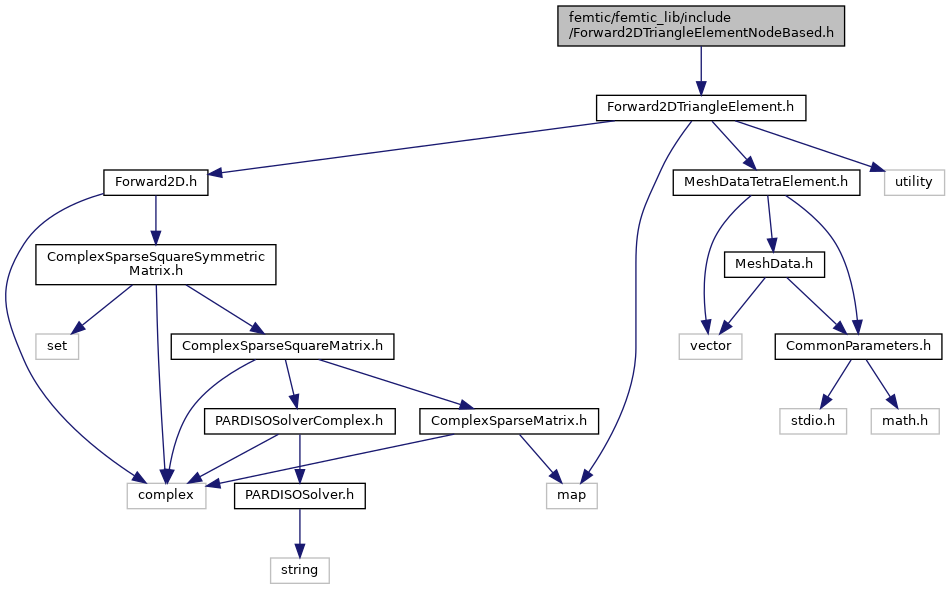 femtic/femtic_lib/include
/Forward2DTriangleElementNodeBased.h
Forward2DTriangleElement.h
Forward2D.h
MeshDataTetraElement.h
utility
ComplexSparseSquareSymmetric
Matrix.h
MeshData.h
set
ComplexSparseSquareMatrix.h
vector
CommonParameters.h
PARDISOSolverComplex.h
ComplexSparseMatrix.h
stdio.h
math.h
complex
PARDISOSolver.h
map
string